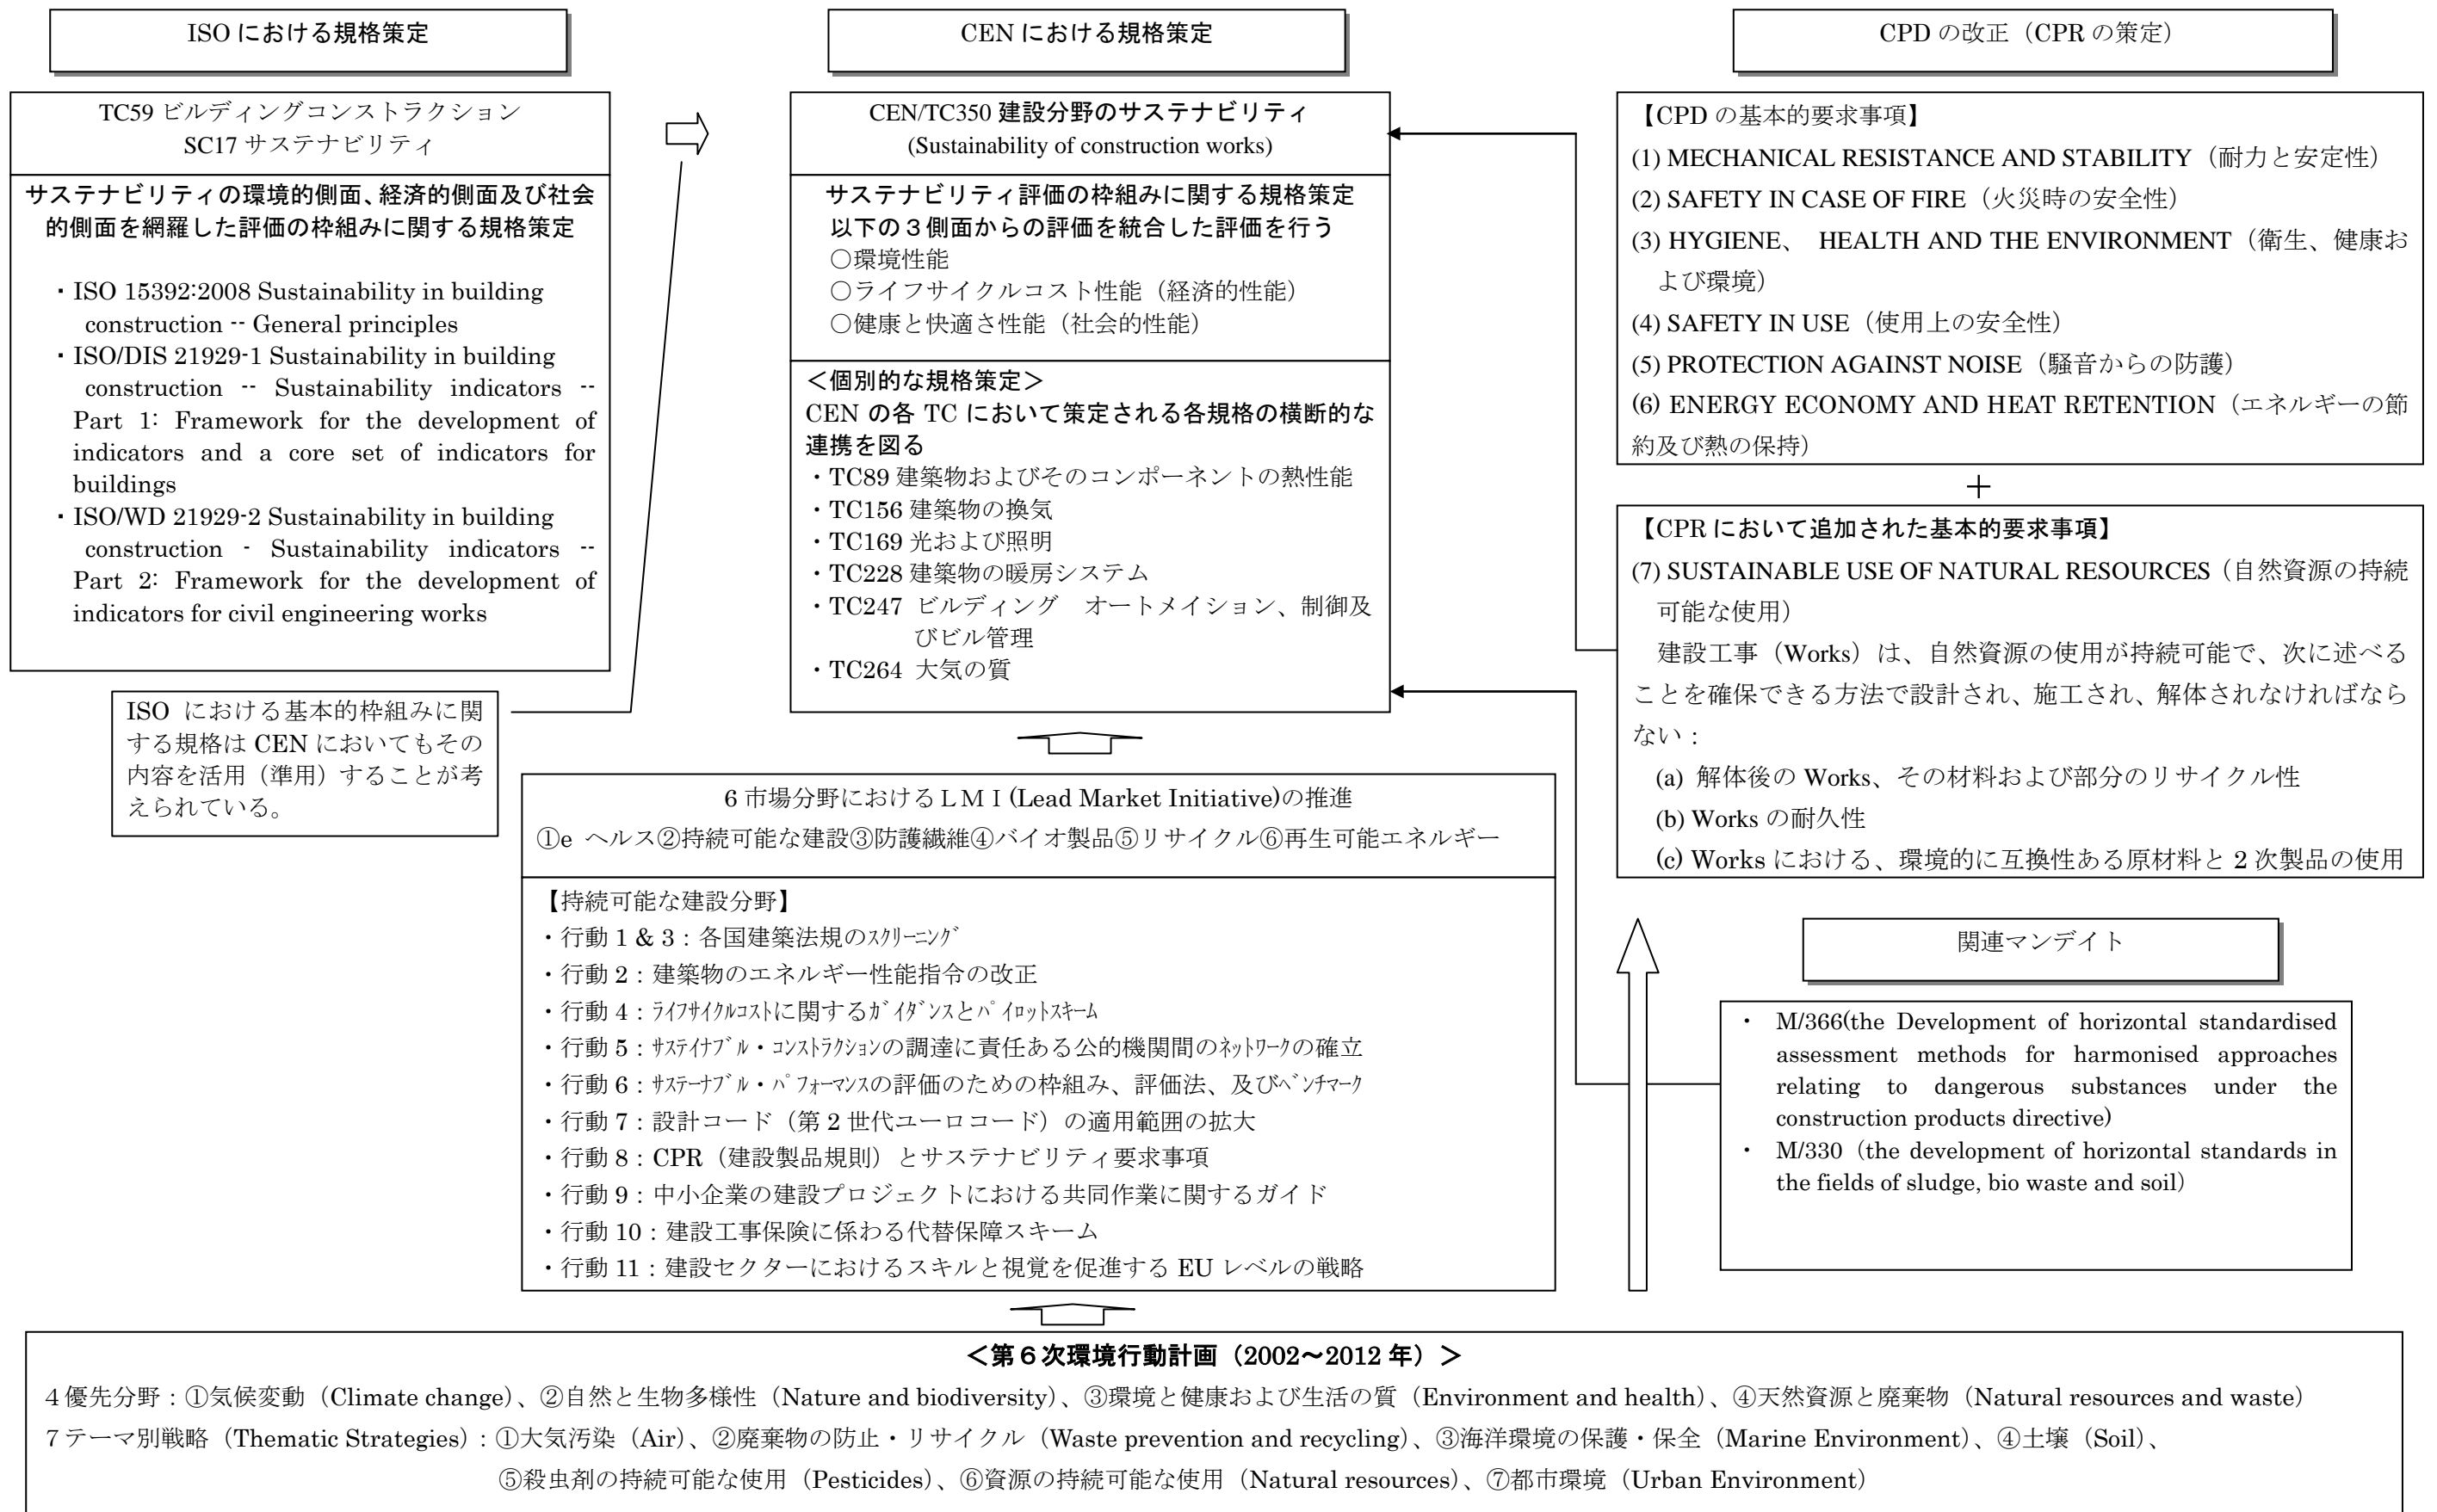 ISO における規格策定
TC59 ビルディングコンストラクション
SC17 サステナビリティ
サステナビリティの環境的側面、経済的側面及び社会
的側面を網羅した評価の枠組みに関する規格策定
・ISO 15392:2008 Sustainability in building
construction -- General principles
・ISO/DIS 21929-1 Sustainability in building
construction -- Sustainability indicators --
Part 1: Framework for the development of
indicators and a core set of indicators for
buildings
・ISO/WD 21929-2 Sustainability in building
construction - Sustainability indicators --
Part 2: Framework for the development of
indicators for civil engineering works
ISO における基本的枠組みに関
する規格は CEN においてもその
内容を活用（準用）することが考
えられている。
CEN における規格策定
CEN/TC350 建設分野のサステナビリティ
(Sustainability of construction works)
サステナビリティ評価の枠組みに関する規格策定
以下の３側面からの評価を統合した評価を行う
○環境性能
○ライフサイクルコスト性能（経済的性能）
○健康と快適さ性能（社会的性能）
＜個別的な規格策定＞
CEN の各 TC において策定される各規格の横断的な
連携を図る
・TC89 建築物およびそのコンポーネントの熱性能
・TC156 建築物の換気
・TC169 光および照明
・TC228 建築物の暖房システム
・TC247 ビルディング　オートメイション、制御及
びビル管理
・TC264 大気の質
CPD の改正（CPR の策定）
【CPD の基本的要求事項】
(1) MECHANICAL RESISTANCE AND STABILITY（耐力と安定性）
(2) SAFETY IN CASE OF FIRE（火災時の安全性）
(3) HYGIENE、 HEALTH AND THE ENVIRONMENT（衛生、健康お
よび環境）
(4) SAFETY IN USE（使用上の安全性）
(5) PROTECTION AGAINST NOISE（騒音からの防護）
(6) ENERGY ECONOMY AND HEAT RETENTION（エネルギーの節
約及び熱の保持）
＋
【CPR において追加された基本的要求事項】
(7) SUSTAINABLE USE OF NATURAL RESOURCES（自然資源の持続
可能な使用）
建設工事（Works）は、自然資源の使用が持続可能で、次に述べる
ことを確保できる方法で設計され、施工され、解体されなければなら
ない：
(a) 解体後の Works、その材料および部分のリサイクル性
(b) Works の耐久性
(c) Works における、環境的に互換性ある原材料と 2 次製品の使用
関連マンデイト
・ M/366(the Development of horizontal standardised
assessment methods for harmonised approaches
relating to dangerous substances under the
construction products directive)
・ M/330（the development of horizontal standards in
the fields of sludge, bio waste and soil）
6 市場分野におけるＬＭＩ(Lead Market Initiative)の推進
①e ヘルス②持続可能な建設③防護繊維④バイオ製品⑤リサイクル⑥再生可能エネルギー
【持続可能な建設分野】
・行動 1 & 3：各国建築法規のｽｸﾘｰﾆﾝｸﾞ
・行動 2：建築物のエネルギー性能指令の改正
・行動 4：ﾗｲﾌｻｲｸﾙｺｽﾄに関するｶﾞｲﾀﾞﾝｽとﾊﾟｲﾛｯﾄｽｷｰﾑ
・行動 5：ｻｽﾃｲﾅﾌﾞﾙ・ｺﾝｽﾄﾗｸｼｮﾝの調達に責任ある公的機関間のﾈｯﾄﾜｰｸの確立
・行動 6：ｻｽﾃｰﾅﾌﾞﾙ・ﾊﾟﾌｫｰﾏﾝｽの評価のための枠組み、評価法、及びﾍﾞﾝﾁﾏｰｸ
・行動 7：設計コード（第 2 世代ユーロコード）の適用範囲の拡大
・行動 8：CPR（建設製品規則）とサステナビリティ要求事項
・行動 9：中小企業の建設プロジェクトにおける共同作業に関するガイド
・行動 10：建設工事保険に係わる代替保障スキーム
・行動 11：建設セクターにおけるスキルと視覚を促進する EU レベルの戦略
＜第６次環境行動計画（2002～2012 年）＞
４優先分野：①気候変動（Climate change）、②自然と生物多様性（Nature and biodiversity）、③環境と健康および生活の質（Environment and health）、④天然資源と廃棄物（Natural resources and waste）
７テーマ別戦略（Thematic Strategies）：①大気汚染（Air）、②廃棄物の防止・リサイクル（Waste prevention and recycling）、③海洋環境の保護・保全（Marine Environment）、④土壌（Soil）、
⑤殺虫剤の持続可能な使用（Pesticides）、⑥資源の持続可能な使用（Natural resources）、⑦都市環境（Urban Environment）